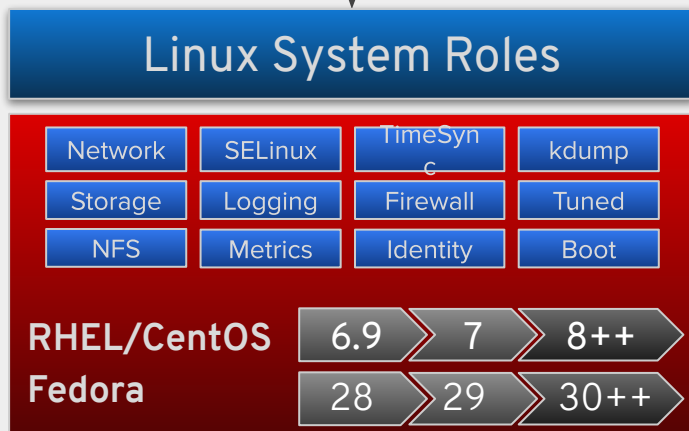 Linux System Roles
Network SELinux TimeSyn kdump
c
Storage Logging Firewall Tuned
NFS Metrics Identity Boot
RHEL/CentOS 6.9 7 8++
Fedora 28 29 30++